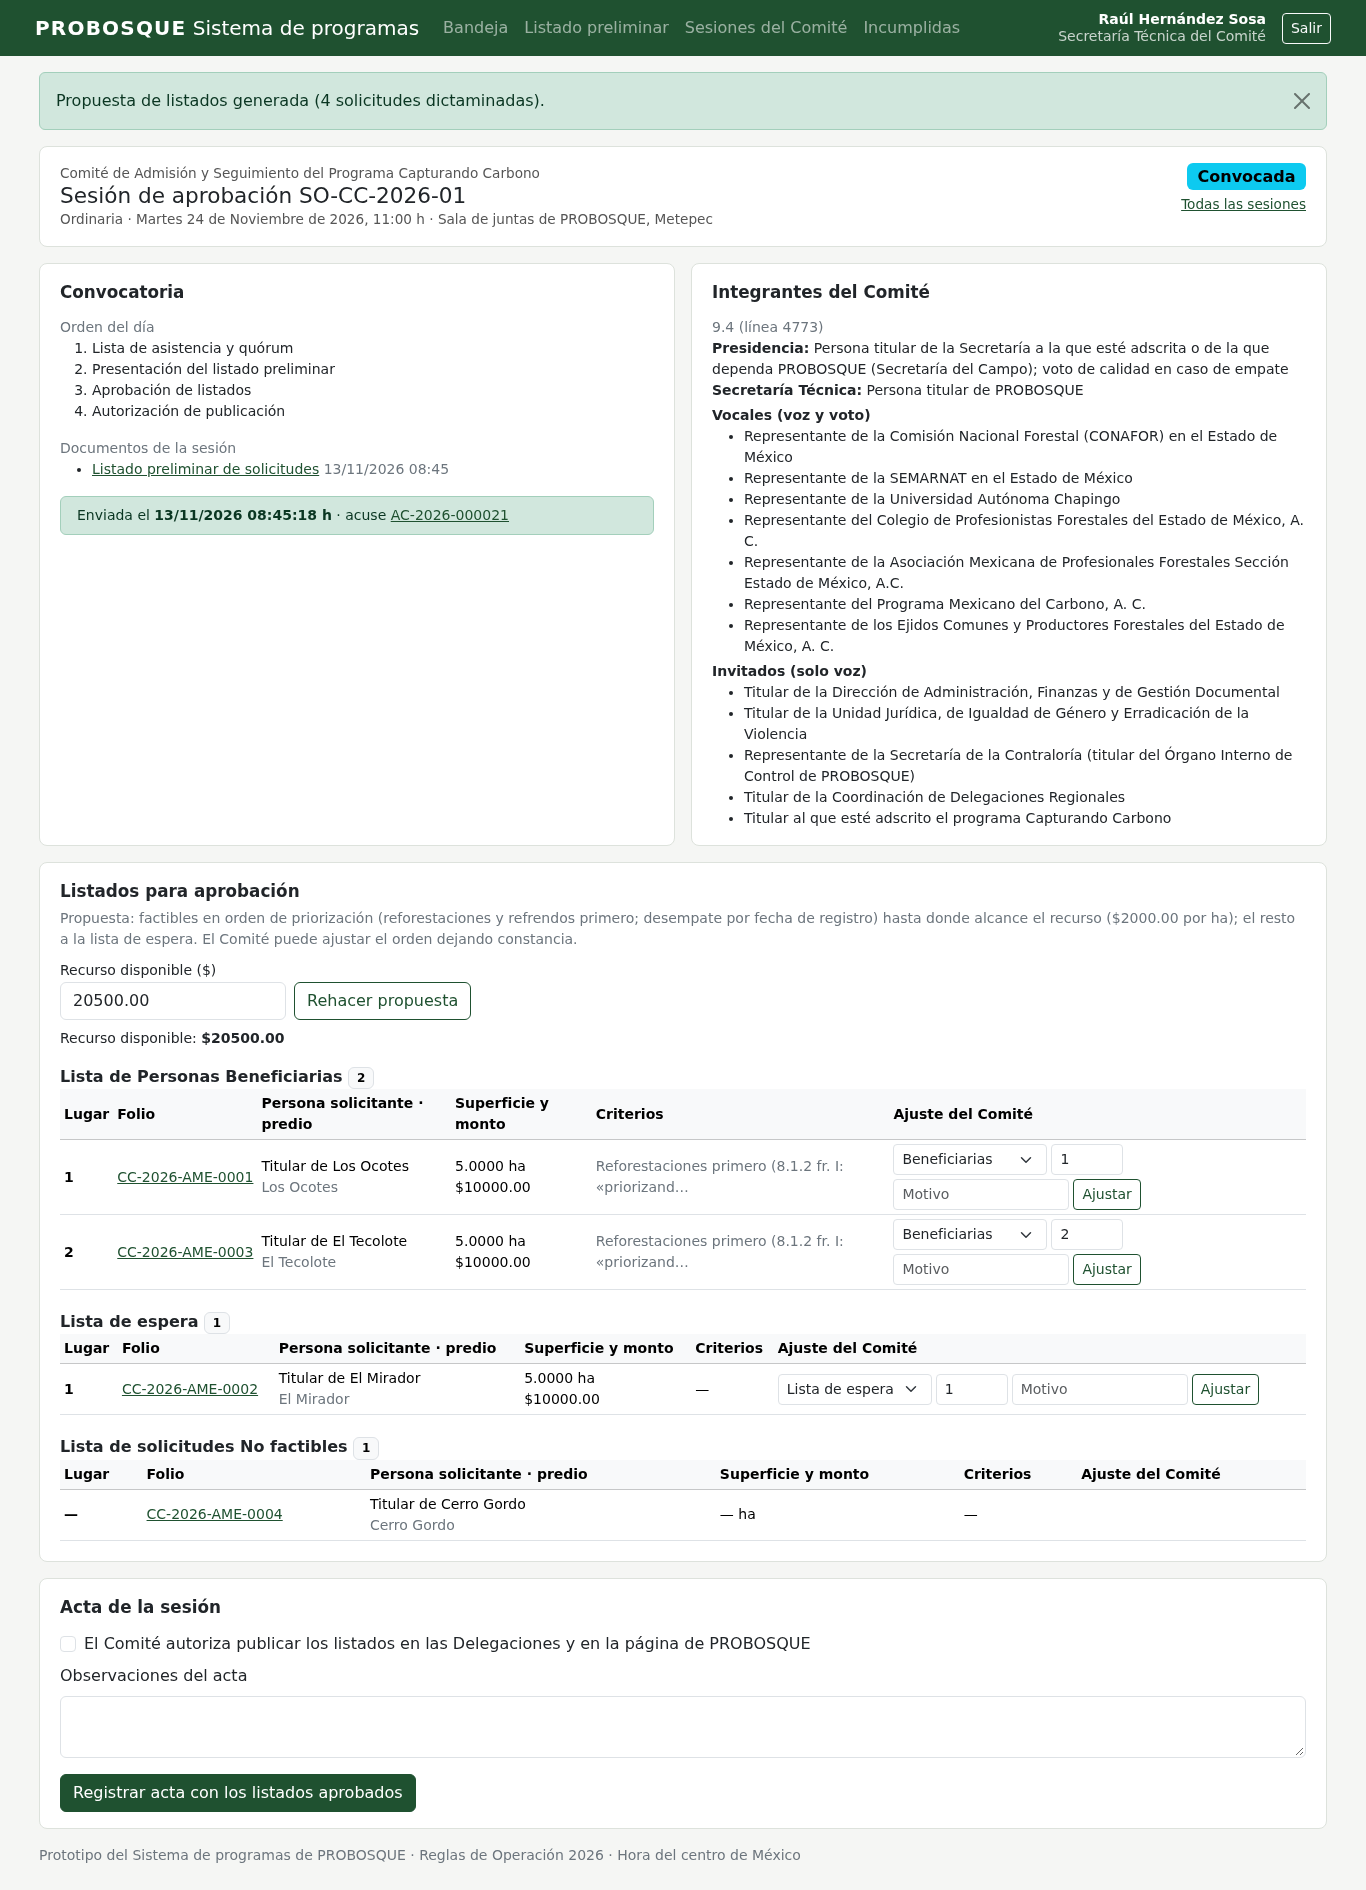 PROBOSQUE Sistema de programas Bandeja Listado preliminar Sesiones del Comité Incumplidas
Raúl Hernández Sosa
Secretaría Técnica del Comité
Salir
Propuesta de listados generada (4 solicitudes dictaminadas).
Comité de Admisión y Seguimiento del Programa Capturando Carbono
Sesión de aprobación SO-CC-2026-01
Ordinaria · Martes 24 de Noviembre de 2026, 11:00 h · Sala de juntas de PROBOSQUE, Metepec
Convocada
Todas las sesiones
Convocatoria
Orden del día
1. Lista de asistencia y quórum
2. Presentación del listado preliminar
3. Aprobación de listados
4. Autorización de publicación
Documentos de la sesión
• Listado preliminar de solicitudes 13/11/2026 08:45
Enviada el 13/11/2026 08:45:18 h · acuse AC-2026-000021
Integrantes del Comité
9.4 (línea 4773)
Presidencia: Persona titular de la Secretaría a la que esté adscrita o de la que
dependa PROBOSQUE (Secretaría del Campo); voto de calidad en caso de empate
Secretaría Técnica: Persona titular de PROBOSQUE
Vocales (voz y voto)
• Representante de la Comisión Nacional Forestal (CONAFOR) en el Estado de
México
• Representante de la SEMARNAT en el Estado de México
• Representante de la Universidad Autónoma Chapingo
• Representante del Colegio de Profesionistas Forestales del Estado de México, A.
C.
• Representante de la Asociación Mexicana de Profesionales Forestales Sección
Estado de México, A.C.
• Representante del Programa Mexicano del Carbono, A. C.
• Representante de los Ejidos Comunes y Productores Forestales del Estado de
México, A. C.
Invitados (solo voz)
• Titular de la Dirección de Administración, Finanzas y de Gestión Documental
• Titular de la Unidad Jurídica, de Igualdad de Género y Erradicación de la
Violencia
• Representante de la Secretaría de la Contraloría (titular del Órgano Interno de
Control de PROBOSQUE)
• Titular de la Coordinación de Delegaciones Regionales
• Titular al que esté adscrito el programa Capturando Carbono
Listados para aprobación
Propuesta: factibles en orden de priorización (reforestaciones y refrendos primero; desempate por fecha de registro) hasta donde alcance el recurso ($2000.00 por ha); el resto
a la lista de espera. El Comité puede ajustar el orden dejando constancia.
Recurso disponible ($)
20500.00 Rehacer propuesta
Recurso disponible: $20500.00
Lista de Personas Beneficiarias 2
Lugar Folio Persona solicitante · predio Superficie y monto Criterios Ajuste del Comité
1 CC-2026-AME-0001 Titular de Los Ocotes 5.0000 ha Reforestaciones primero (8.1.2 fr. I: Beneficiarias 1
Los Ocotes $10000.00 «priorizand… Motivo Ajustar
2 CC-2026-AME-0003 Titular de El Tecolote 5.0000 ha Reforestaciones primero (8.1.2 fr. I: Beneficiarias 2
El Tecolote $10000.00 «priorizand… Motivo Ajustar
Lista de espera 1
Lugar Folio Persona solicitante · predio Superficie y monto Criterios Ajuste del Comité
1 CC-2026-AME-0002 Titular de El Mirador 5.0000 ha — Lista de espera 1 Motivo Ajustar
El Mirador $10000.00
Lista de solicitudes No factibles 1
Lugar Folio Persona solicitante · predio Superficie y monto Criterios Ajuste del Comité
— CC-2026-AME-0004 Titular de Cerro Gordo — ha —
Cerro Gordo
Acta de la sesión
El Comité autoriza publicar los listados en las Delegaciones y en la página de PROBOSQUE
Observaciones del acta
Registrar acta con los listados aprobados
Prototipo del Sistema de programas de PROBOSQUE · Reglas de Operación 2026 · Hora del centro de México